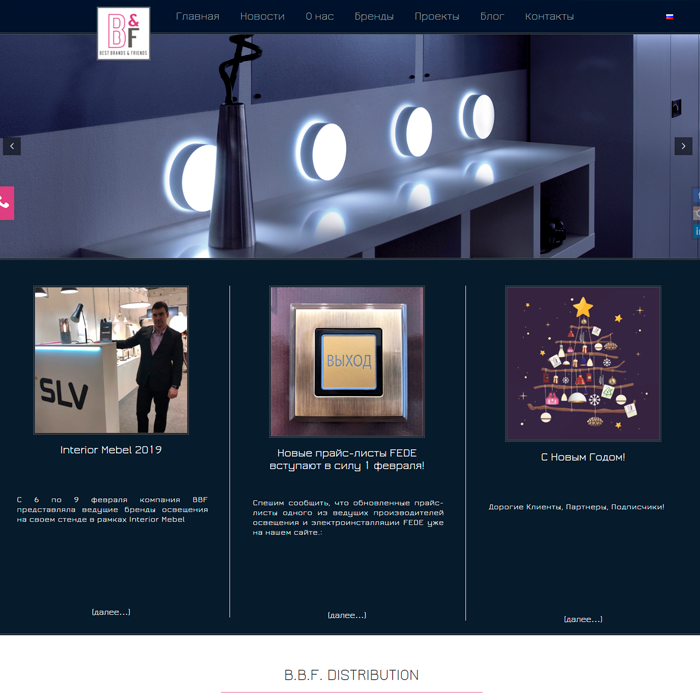 B&F
BEST BRANDS & FRIENDS
Главная Новости О нас Бренды Проекты Блог Контакты
SLV
ВЫХОД
Interior Mebel 2019
С 6 по 9 февраля компания BBF
представляла ведущие бренды освещения
на своем стенде в рамках Interior Mebel
(далее...)
Новые прайс-листы FEDE
вступают в силу 1 февраля!
Спешим сообщить, что обновленные прайс-
листы одного из ведущих производителей
освещения и электроинсталляции FEDE уже
на нашем сайте.:
(далее...)
С Новым Годом!
Дорогие Клиенты, Партнеры, Подписчики!
(далее...)
B.B.F. DISTRIBUTION